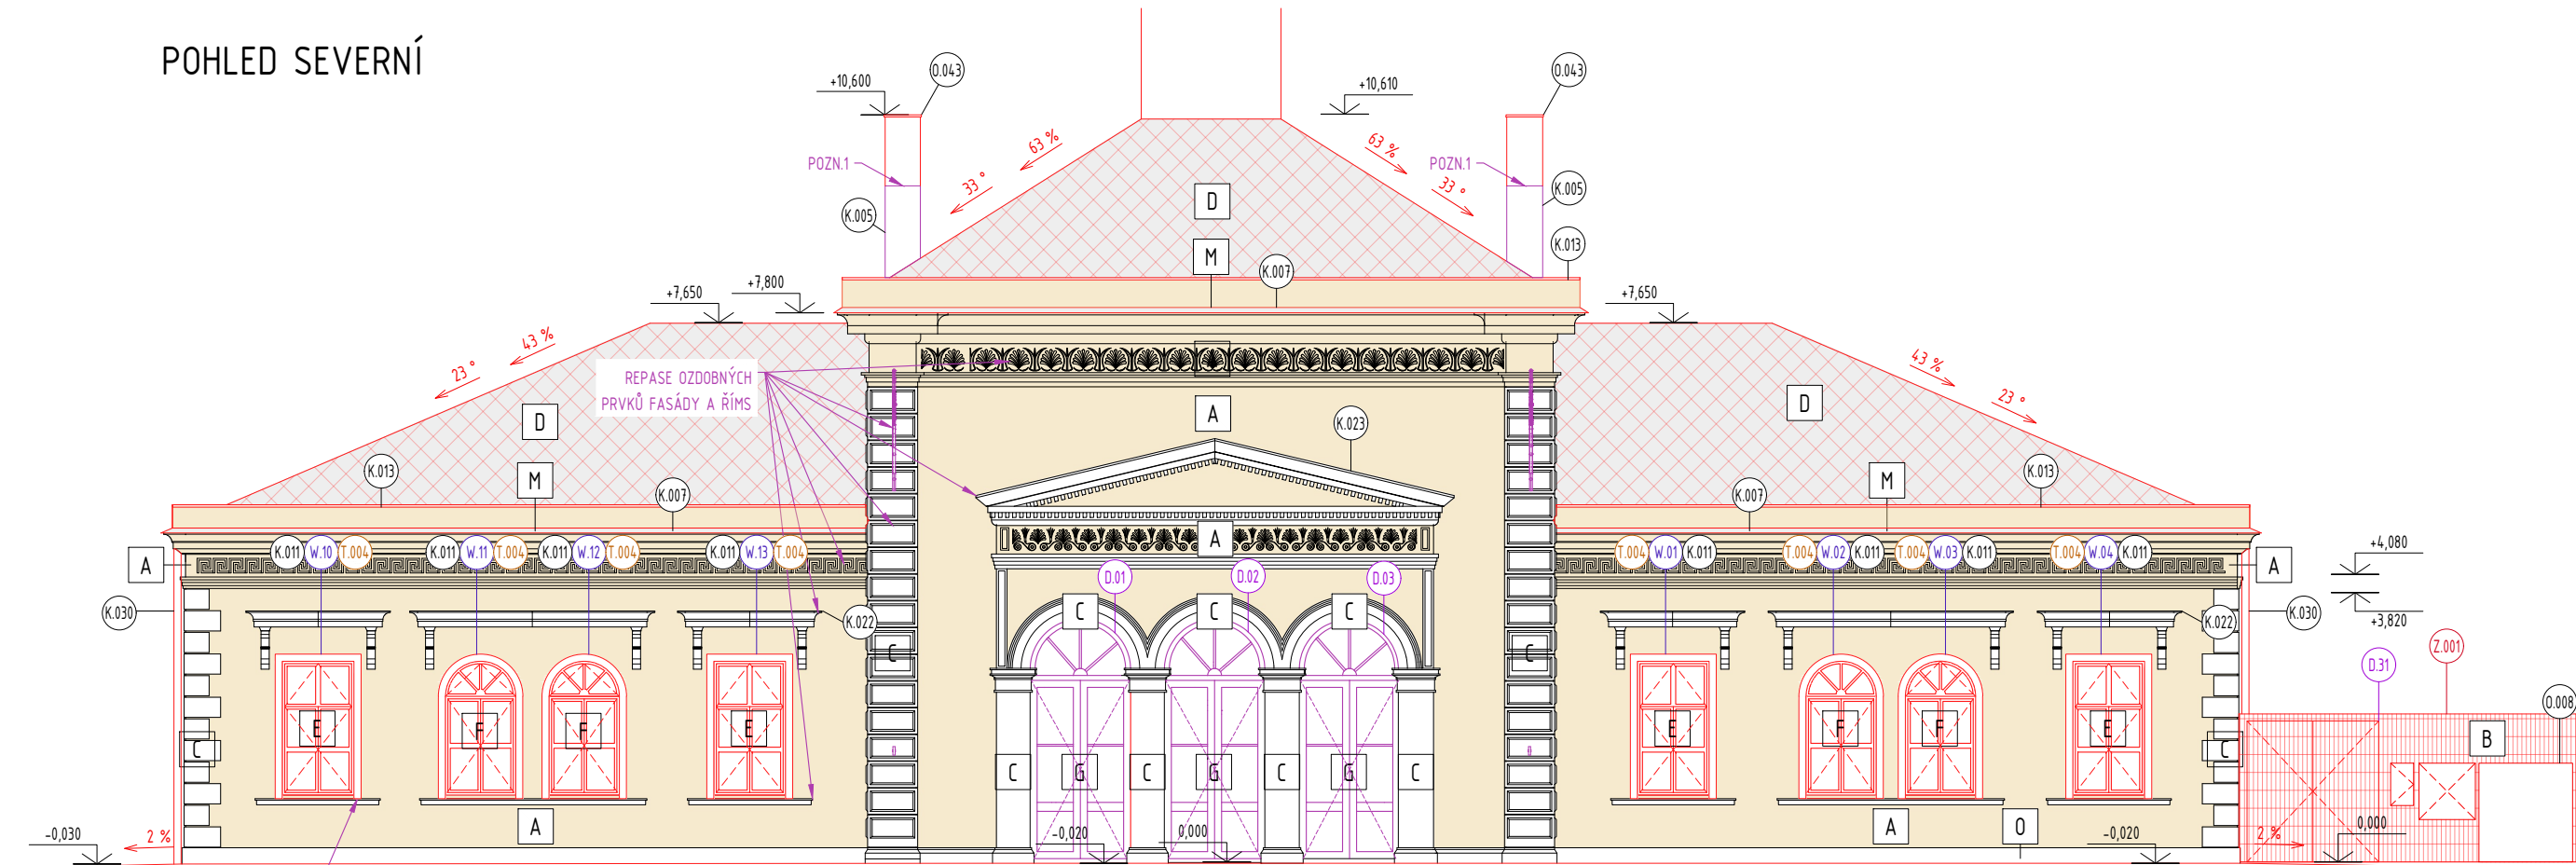 POHLED SEVERNÍ
+10,600
O.043
+10,610
O.043
POZN.1
63 %
33 °
63 %
33 °
POZN.1
K.005
K.005
D
M
K.007
K.013
+7,650
+7,800
+7,650
43 %
23 °
43 %
23 °
REPASE OZDOBNÝCH
PRVKŮ FASÁDY A ŘÍMS
D
A
K.023
D
K.013
M
K.007
K.007
M
K.013
A
K.011 W.10 T.004
K.011 W.11 T.004
K.011 W.12 T.004
K.011 W.13 T.004
A
T.004 W.01 K.011
T.004 W.02 K.011
T.004 W.03 K.011
T.004 W.04 K.011
A
+4,080
+3,820
D.01
D.02
D.03
K.030
K.022
C
C
C
K.022
K.030
C
C
Z.001
D.31
O.008
E
F
F
E
E
F
F
E
C
C
B
C
G
C
G
C
G
C
A
A
O
-0,030
2 %
-0,020
0,000
-0,020
2 %
0,000